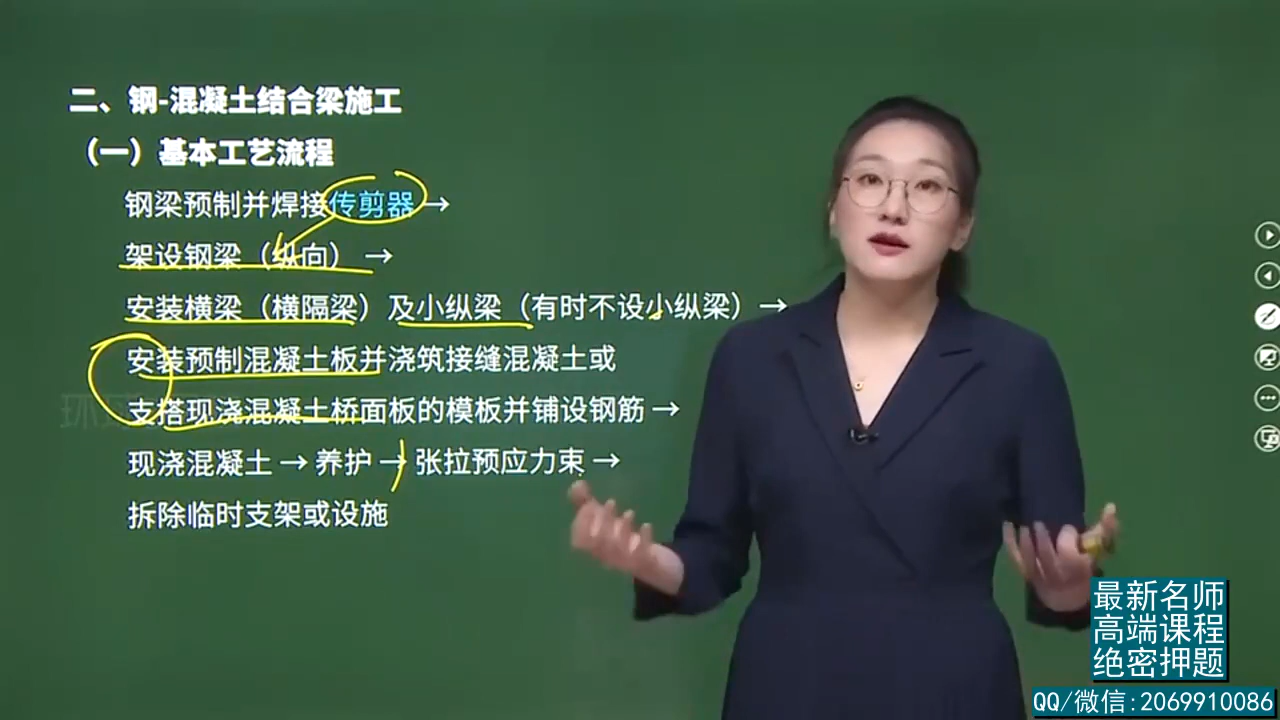 二、钢-混凝土结合梁施工
（一）基本工艺流程
钢梁预制并焊接传剪器→
架设钢梁（纵向）→
安装横梁（横隔梁）及小纵梁（有时不设小纵梁）→
安装预制混凝土板并浇筑接缝混凝土或
支搭现浇混凝土桥面板的模板并铺设钢筋→
现浇混凝土→养护→张拉预应力束→
拆除临时支架或设施
最新名师
高端课程
绝密押题
QQ/微信:2069910086